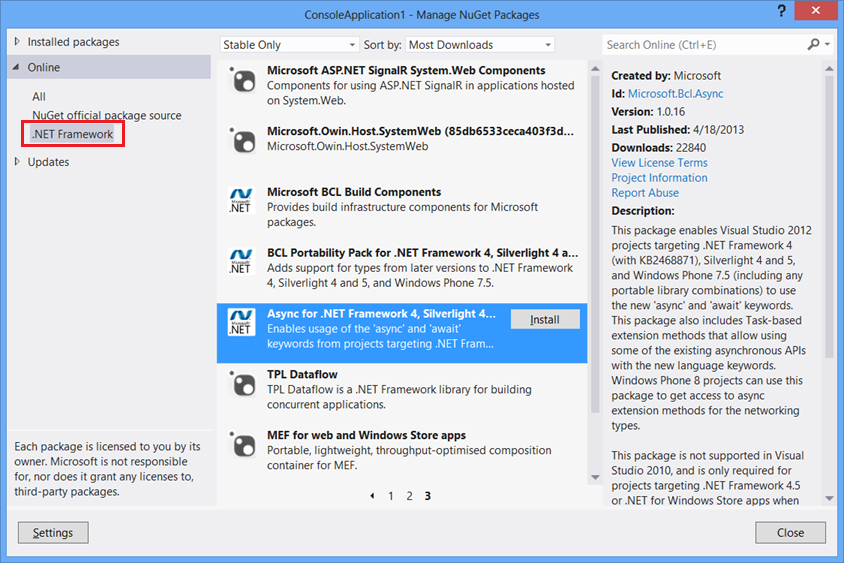 ConsoleApplication1 - Manage NuGet Packages
?
Installed packages
Online
All
NuGet official package source
.NET Framework
Updates
Each package is licensed to you by its
owner. Microsoft is not responsible
for, nor does it grant any licenses to,
third-party packages.
Settings
Stable Only
Sort by:
Most Downloads
Microsoft ASP.NET SignalR System.Web Components
Components for using ASP.NET SignalR in applications hosted
on System.Web.
Microsoft.Owin.Host.SystemWeb (85db6533ceca403f3d...
Microsoft.Owin.Host.SystemWeb
Microsoft .NET
Microsoft BCL Build Components
Provides build infrastructure components for Microsoft
packages.
Microsoft .NET
BCL Portability Pack for .NET Framework 4, Silverlight 4 a...
Adds support for types from later versions to .NET Framework
4, Silverlight 4 and 5, and Windows Phone 7.5.
Microsoft .NET
Async for .NET Framework 4, Silverlight 4...
Enables usage of the 'async' and 'await'
keywords from projects targeting .NET Fram...
Install
TPL Dataflow
TPL Dataflow is a .NET Framework library for building
concurrent applications.
MEF for web and Windows Store apps
Portable, lightweight, throughput-optimised composition
container for MEF.
1 2 3
Search Online (Ctrl+E)
Created by: Microsoft
Id: Microsoft.Bcl.Async
Version: 1.0.16
Last Published: 4/18/2013
Downloads: 22840
View License Terms
Project Information
Report Abuse
Description:
This package enables Visual Studio 2012
projects targeting .NET Framework 4
(with KB2468871), Silverlight 4 and 5,
and Windows Phone 7.5 (including any
portable library combinations) to use
the new 'async' and 'await' keywords.
This package also includes Task-based
extension methods that allow using
some of the existing asynchronous APIs
with the new language keywords.
Windows Phone 8 projects can use this
package to get access to async
extension methods for the networking
types.
This package is not supported in Visual
Studio 2010, and is only required for
projects targeting .NET Framework 4.5
or .NET for Windows Store apps when
Close